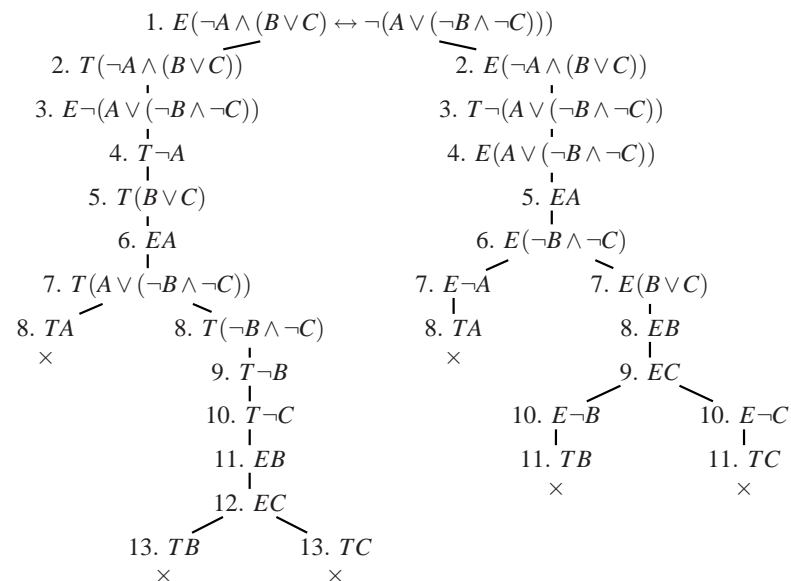 1. E(¬A∧(B∨C)↔¬(A∨(¬B∧¬C)))
2. T(¬A∧(B∨C)) 2. E(¬A∧(B∨C))
3. E¬(A∨(¬B∧¬C)) 3. T¬(A∨(¬B∧¬C))
4. T¬A 4. E(A∨(¬B∧¬C))
5. T(B∨C) 5. EA
6. EA 6. E(¬B∧¬C)
7. T(A∨(¬B∧¬C)) 7. E¬A 7. E(B∨C)
8. TA 8. T(¬B∧¬C) 8. TA 8. EB
× ×
9. T¬B 9. EC
10. T¬C 10. E¬B 10. E¬C
11. EB 11. TB 11. TC
× ×
12. EC
13. TB 13. TC
× ×